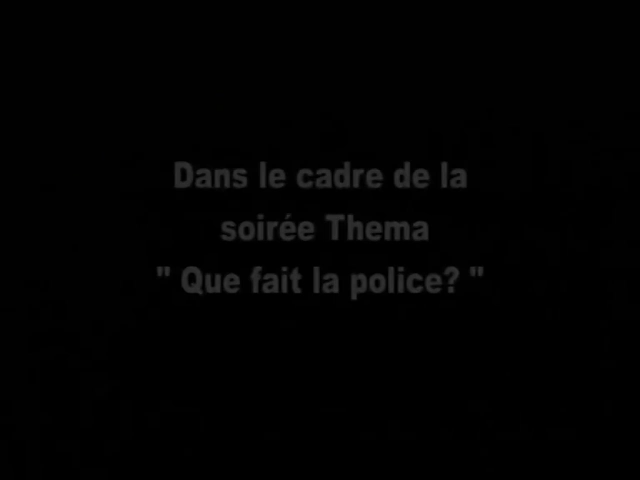 Dans le cadre de la
soirée Thema
" Que fait la police? "